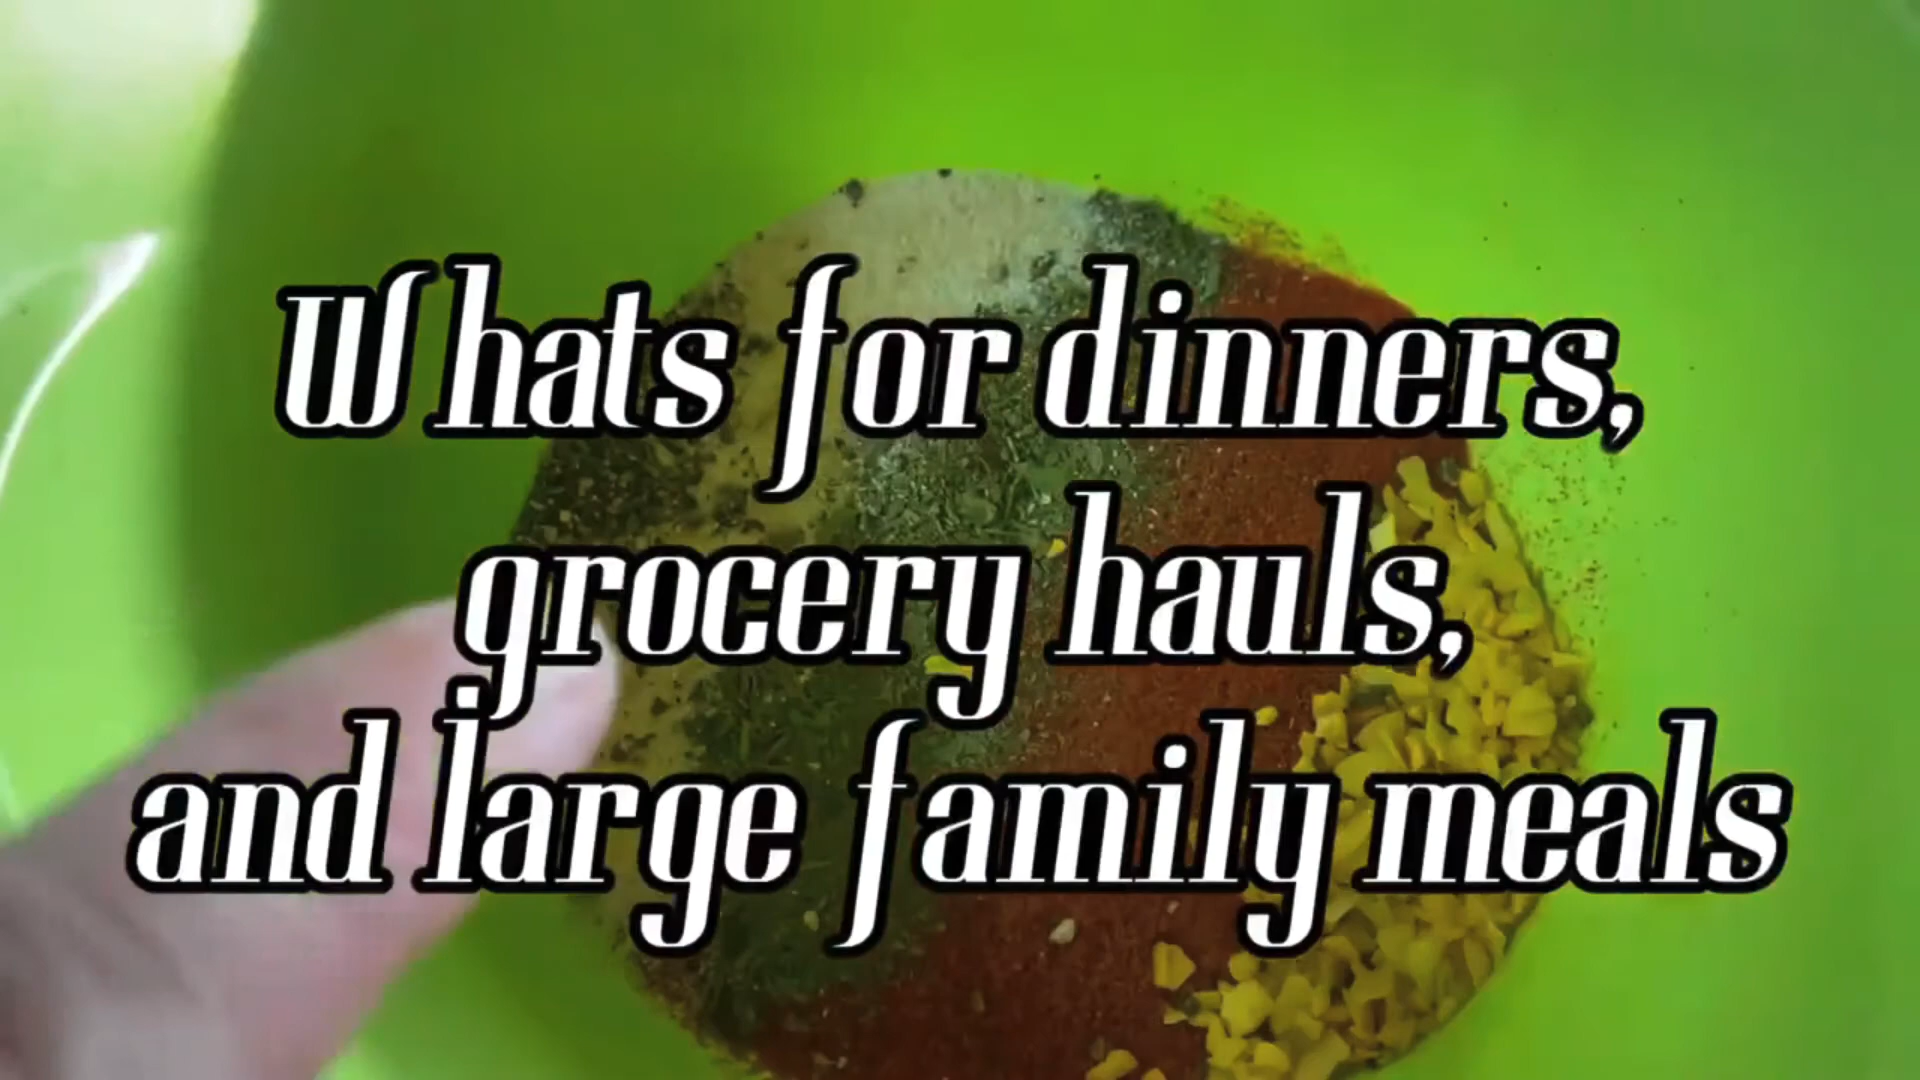 Whats for dinners,
grocery hauls,
and large family meals